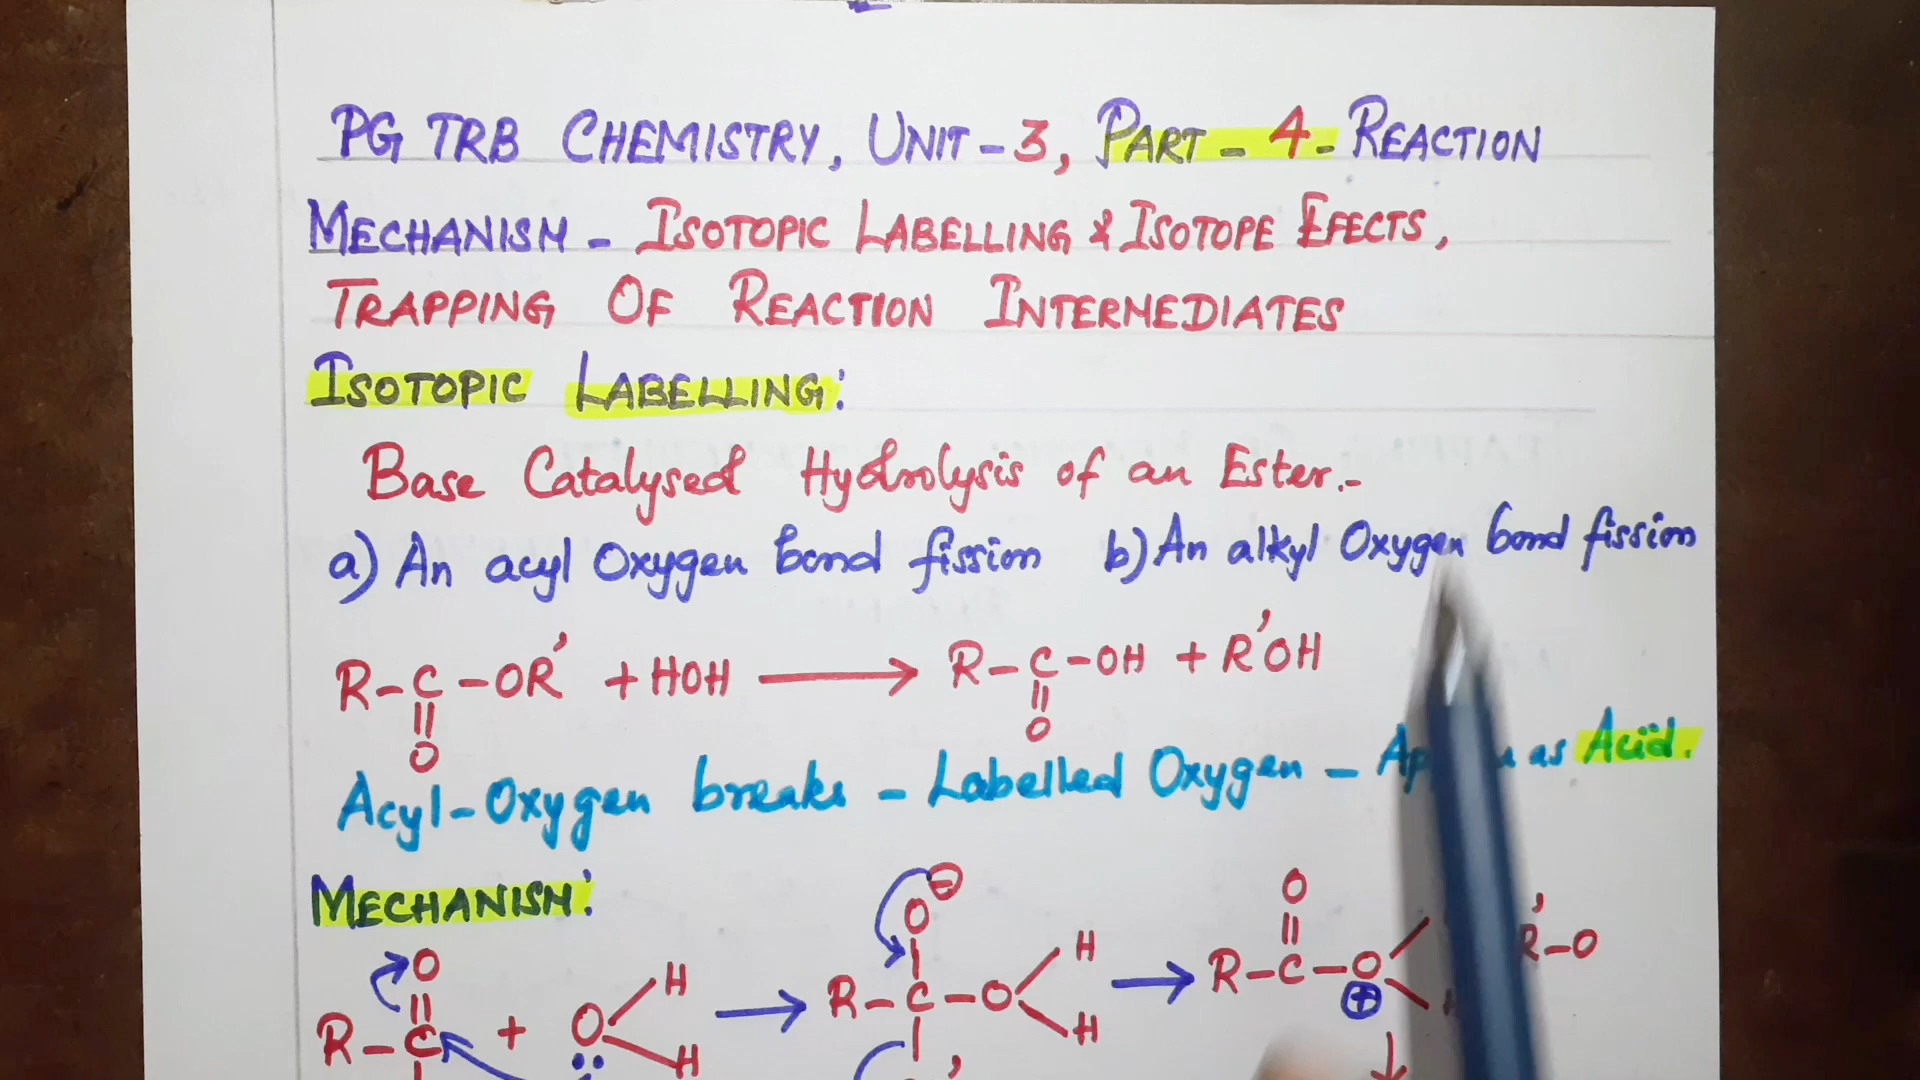 PG TRB CHEMISTRY, UNIT-3, PART-4-REACTION
MECHANISM - ISOTOPIC LABELLING & ISOTOPE EFECTS,
TRAPPING OF REACTION INTERMEDIATES
ISOTOPIC LABELLING:
Base Catalysed Hydrolysis of an Ester.-
a) An acyl Oxygen bond fission b) An alkyl Oxygen bond fission
R-C-OR' + HOH ⟶ R-C-OH + R'OH
O O
Acyl-Oxygen breaks - Labelled Oxygen - as Acid.
MECHANISM:
O O⊖ O
R-C + O H H → R-C-O H H → R-C-O ⊕ R'-O